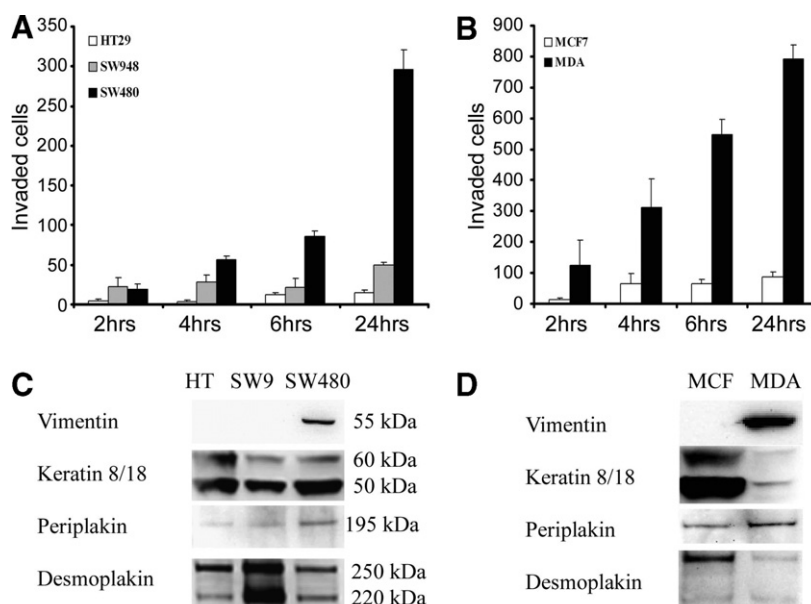 A
HT29
SW948
SW480
Invaded cells
350
300
250
200
150
100
50
0
2hrs 4hrs 6hrs 24hrs
B
MCF7
MDA
Invaded cells
900
800
700
600
500
400
300
200
100
0
2hrs 4hrs 6hrs 24hrs
C
HT SW9 SW480
Vimentin 55 kDa
Keratin 8/18 60 kDa
50 kDa
Periplakin 195 kDa
Desmoplakin 250 kDa
220 kDa
D
MCF MDA
Vimentin
Keratin 8/18
Periplakin
Desmoplakin